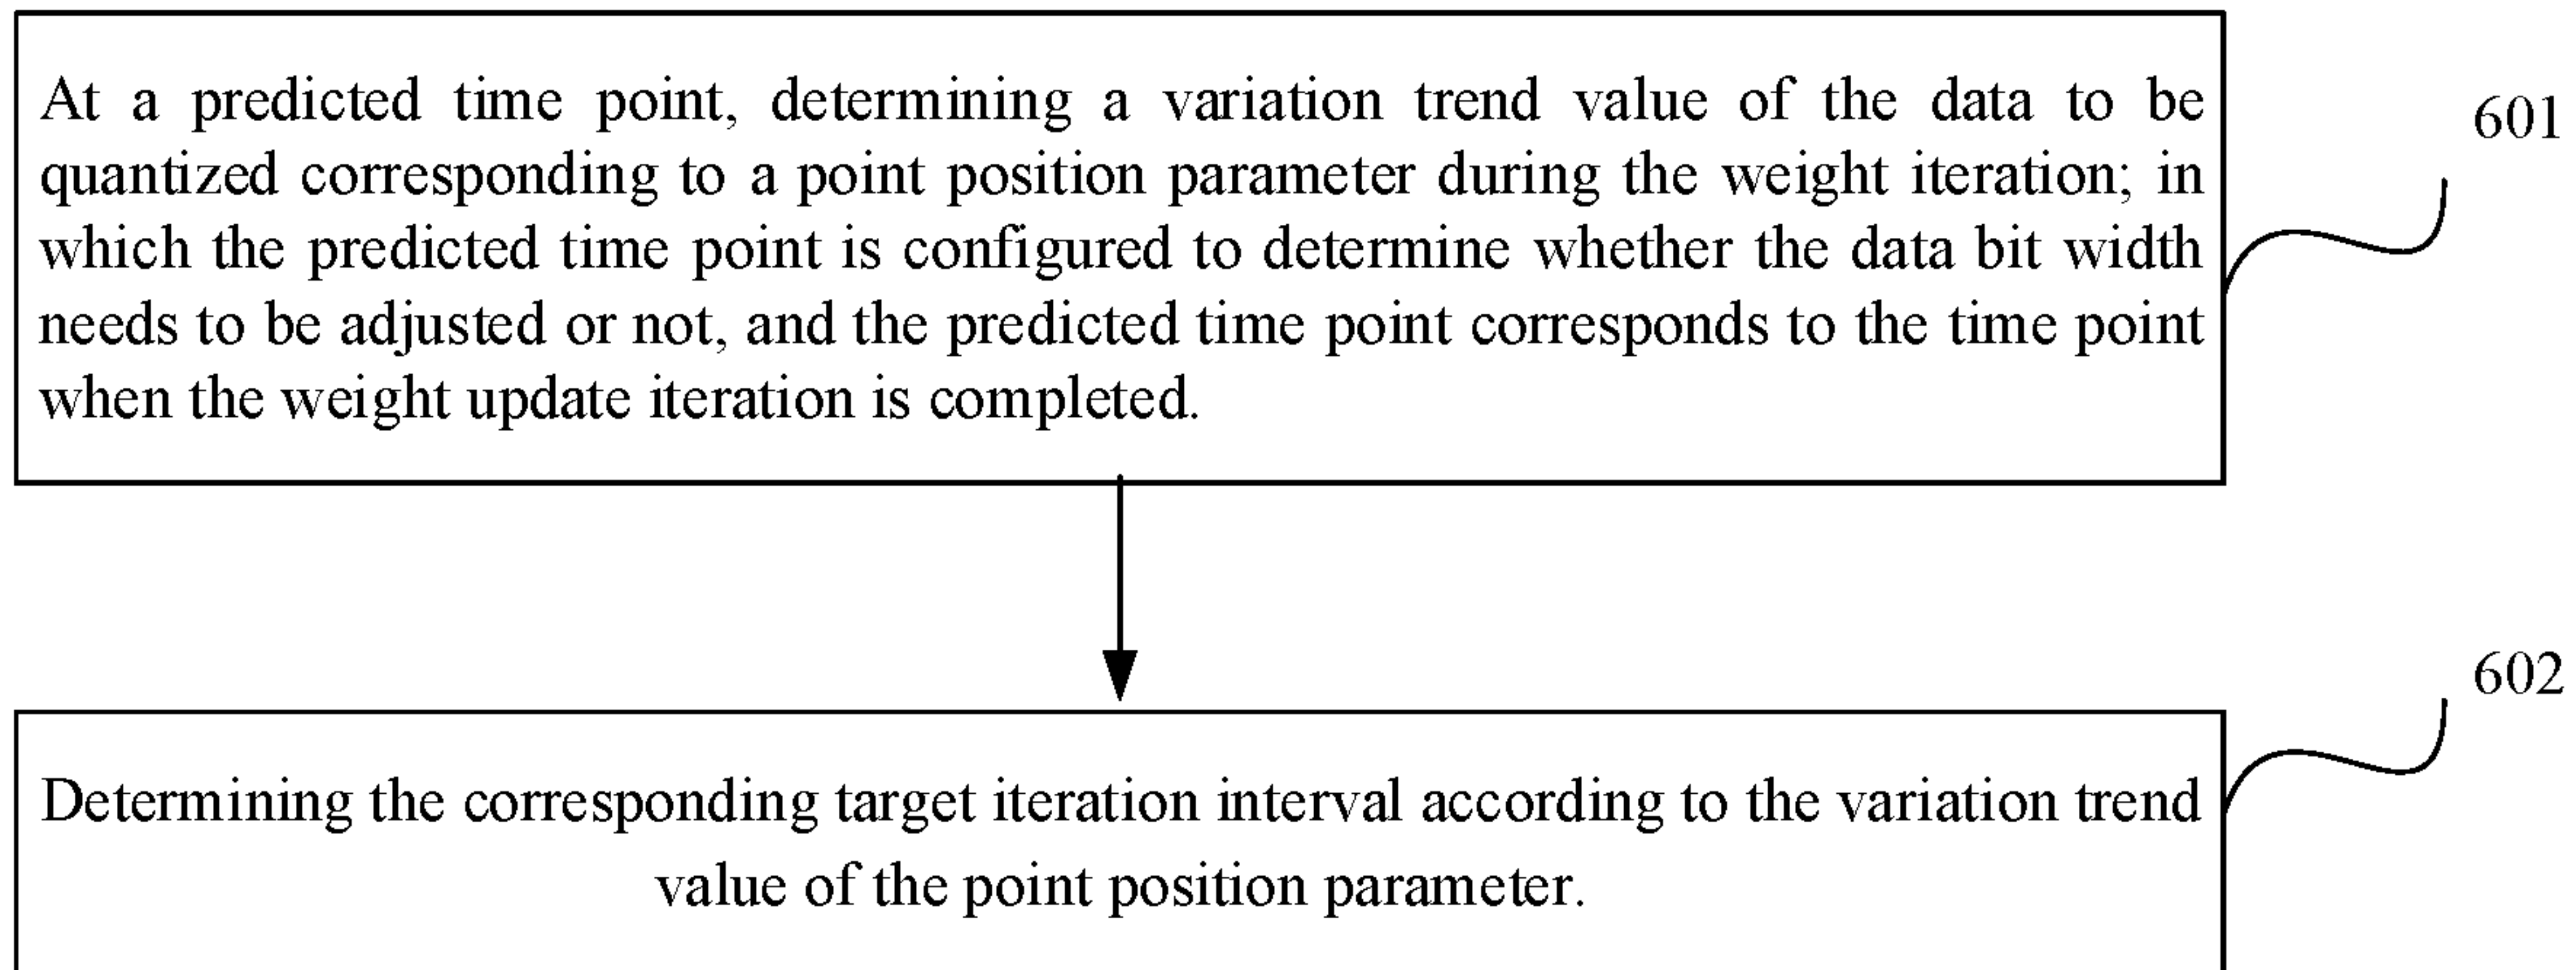 At a predicted time point, determining a variation trend value of the data to be
quantized corresponding to a point position parameter during the weight iteration; in
which the predicted time point is configured to determine whether the data bit width
needs to be adjusted or not, and the predicted time point corresponds to the time point
when the weight update iteration is completed.
601
602
Determining the corresponding target iteration interval according to the variation trend
value of the point position parameter.